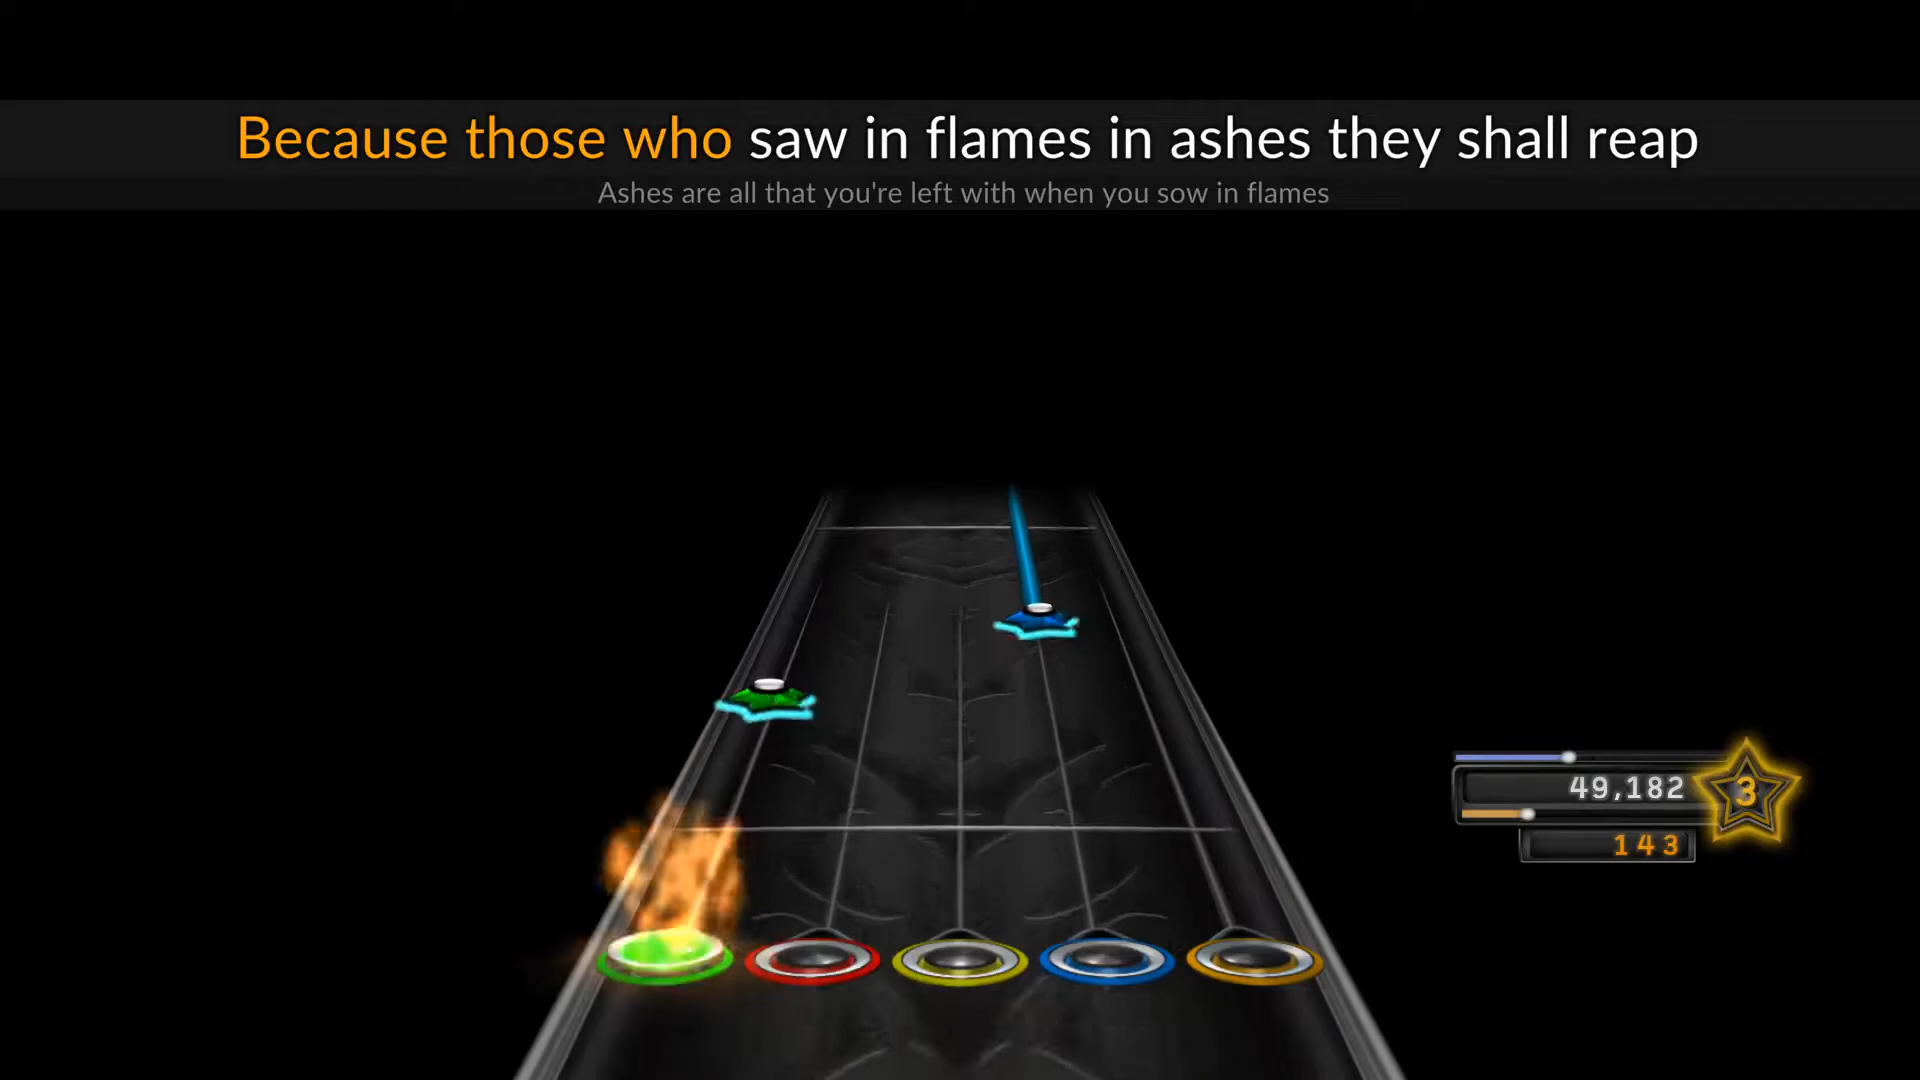 Because those who saw in flames in ashes they shall reap
Ashes are all that you're left with when you sow in flames
49,182
3
143